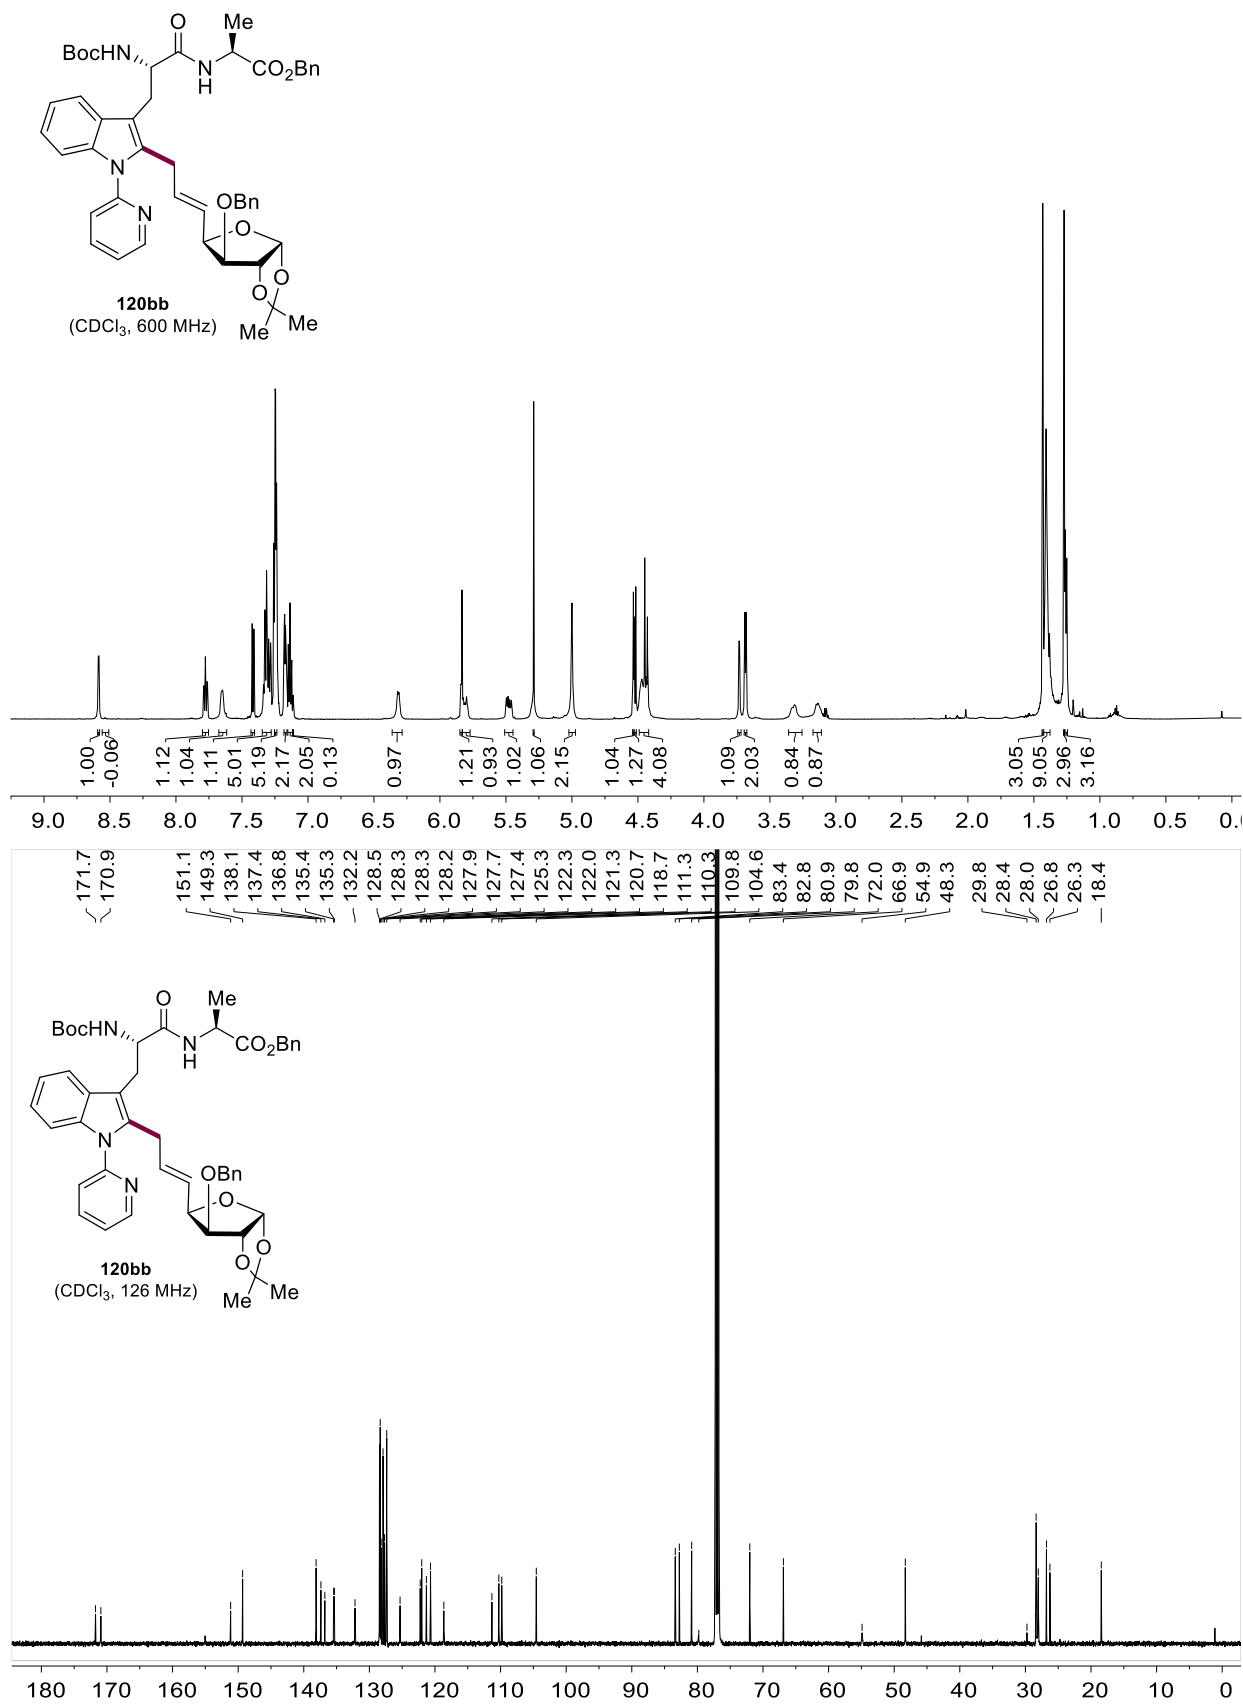 O
Me
BocHN
N
H
CO₂Bn
N
N
OBn
O
O
O
Me
Me
120bb
(CDCl₃, 600 MHz)
1.00
-0.06
1.12
1.04
1.11
5.01
5.19
2.17
2.05
0.13
0.97
1.21
0.93
1.02
1.06
2.15
1.04
1.27
4.08
1.09
2.03
0.84
0.87
3.05
9.05
2.96
3.16
9.0 8.5 8.0 7.5 7.0 6.5 6.0 5.5 5.0 4.5 4.0 3.5 3.0 2.5 2.0 1.5 1.0 0.5 0.0
171.7
170.9
151.1
149.3
138.1
137.4
136.8
135.4
135.3
132.2
128.5
128.3
128.3
128.2
127.9
127.7
127.4
125.3
122.3
122.0
121.3
120.7
118.7
111.3
110.3
109.8
104.6
83.4
82.8
80.9
79.8
72.0
66.9
54.9
48.3
29.8
28.4
28.0
26.8
26.3
18.4
O
Me
BocHN
N
H
CO₂Bn
N
N
OBn
O
O
O
Me
Me
120bb
(CDCl₃, 126 MHz)
180 170 160 150 140 130 120 110 100 90 80 70 60 50 40 30 20 10 0